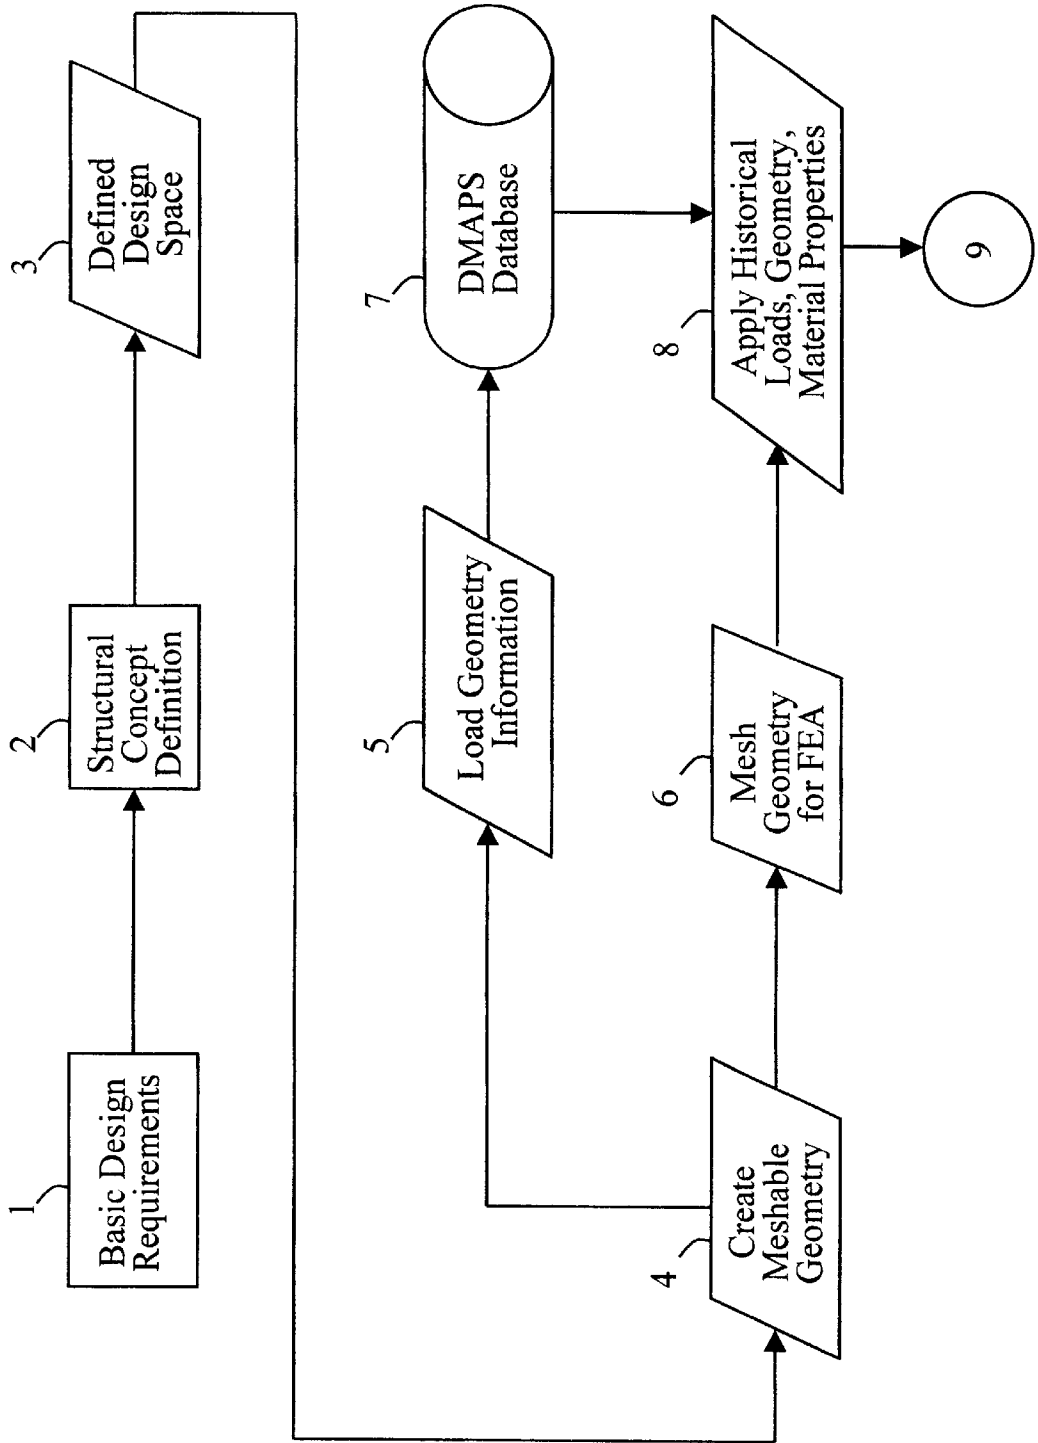 1
Basic Design
Requirements
2
Structural
Concept
Definition
3
Defined
Design
Space
5
Load Geometry
Information
7
DMAPS
Database
4
Create
Meshable
Geometry
6
Mesh
Geometry
for FEA
8
Apply Historical
Loads, Geometry,
Material Properties
9